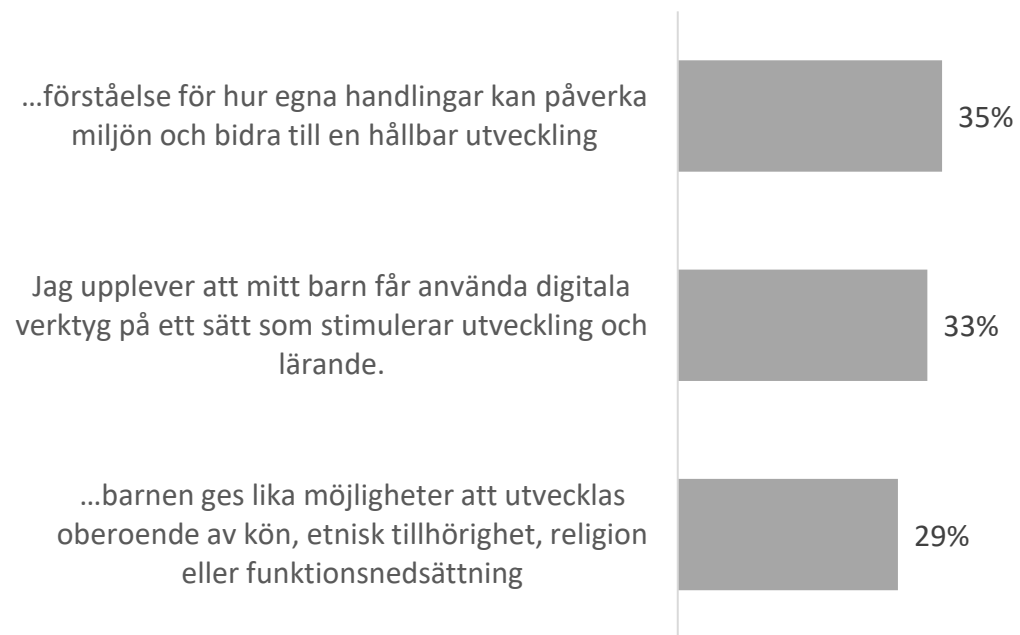 ...förståelse för hur egna handlingar kan påverka
miljön och bidra till en hållbar utveckling
35%
Jag upplever att mitt barn får använda digitala
verktyg på ett sätt som stimulerar utveckling och
lärande.
33%
...barnen ges lika möjligheter att utvecklas
oberoende av kön, etnisk tillhörighet, religion
eller funktionsnedsättning
29%